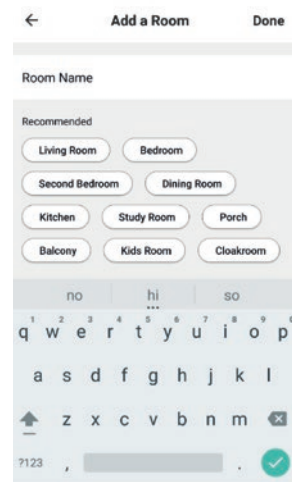 Add a Room Done
Room Name
Recommended
Living Room Bedroom
Second Bedroom Dining Room
Kitchen Study Room Porch
Balcony Kids Room Cloakroom
no hi so
1 2 3 4 5 6 7 8 9 0
q w e r t y u i o p
a s d f g h j k l
z x c v b n m
?123 , .